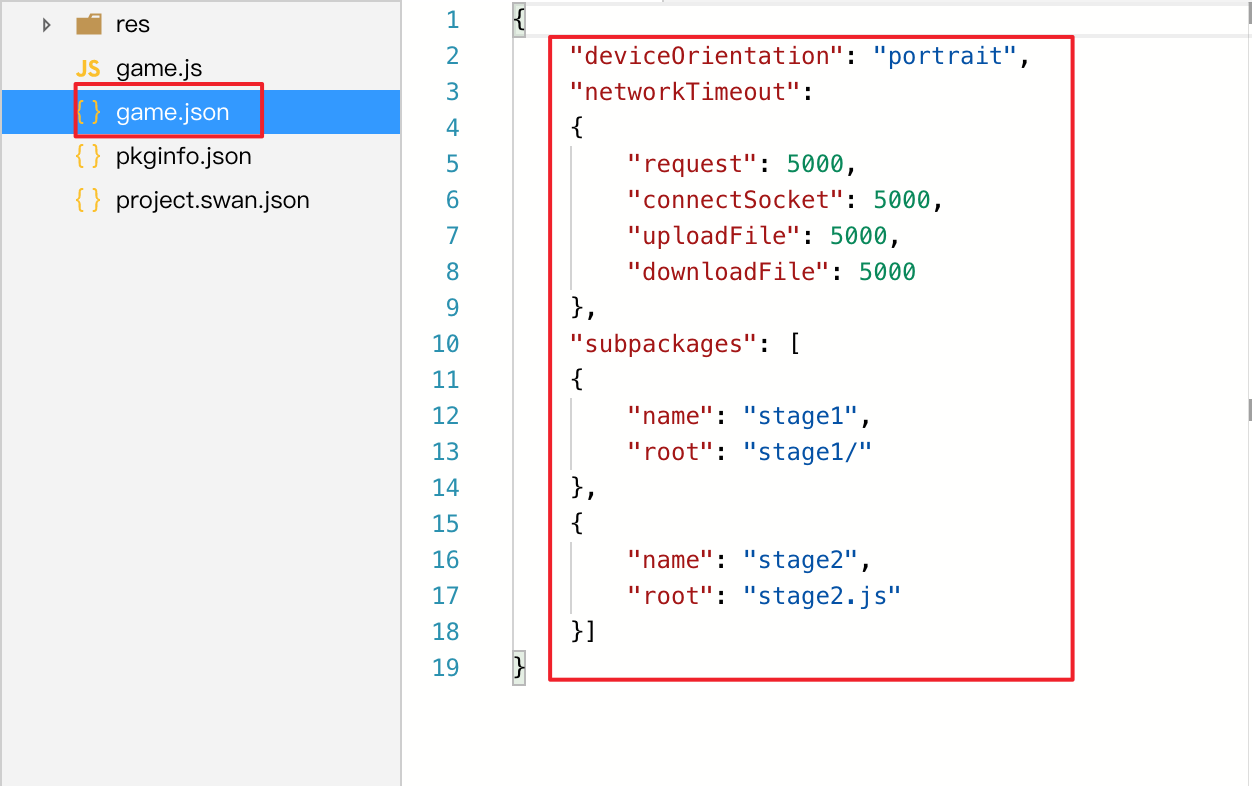 res
JS game.js
{ } game.json
{ } pkginfo.json
{ } project.swan.json
1 {
2 "deviceOrientation": "portrait",
3 "networkTimeout":
4 {
5 "request": 5000,
6 "connectSocket": 5000,
7 "uploadFile": 5000,
8 "downloadFile": 5000
9 },
10 "subpackages": [
11 {
12 "name": "stage1",
13 "root": "stage1/"
14 },
15 {
16 "name": "stage2",
17 "root": "stage2.js"
18 }]
19 }